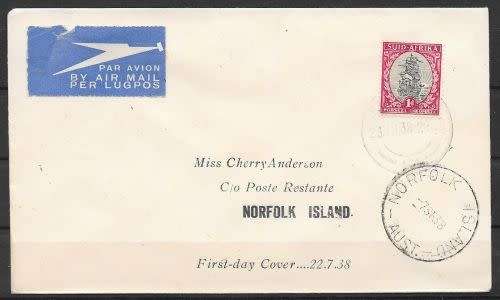 PAR AVION
BY AIR MAIL
PER LUGPOS
SUID-AFRIKA
1D
Miss Cherry Anderson
C/o Poste Restante
NORFOLK ISLAND.
First-day Cover....22.7.38
NORFOLK ISLAND
AUST.